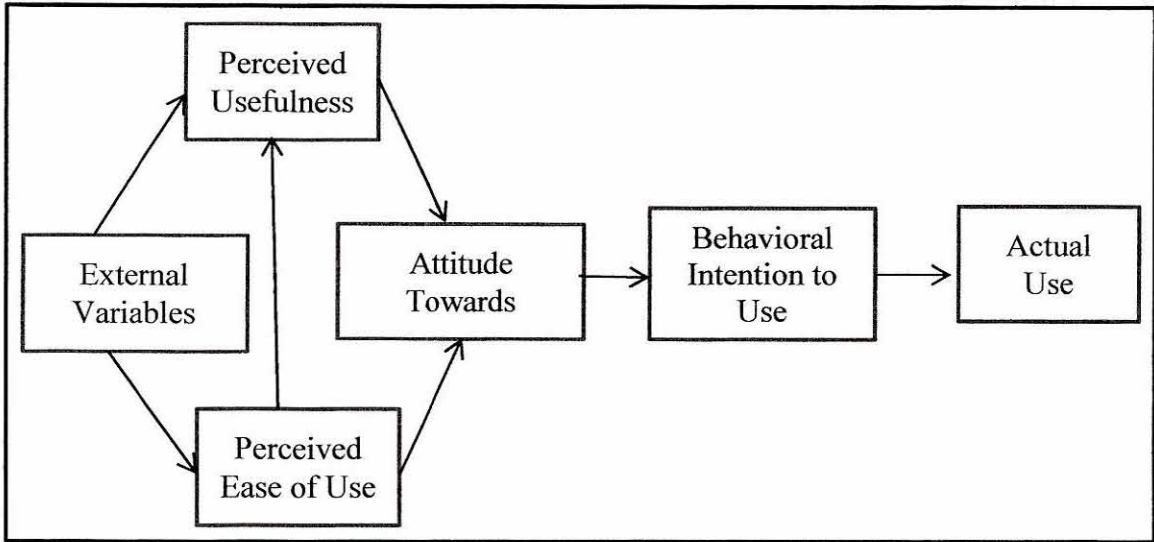 Perceived
Usefulness
External
Variables
Attitude
Towards
Behavioral
Intention to
Use
Actual
Use
Perceived
Ease of Use